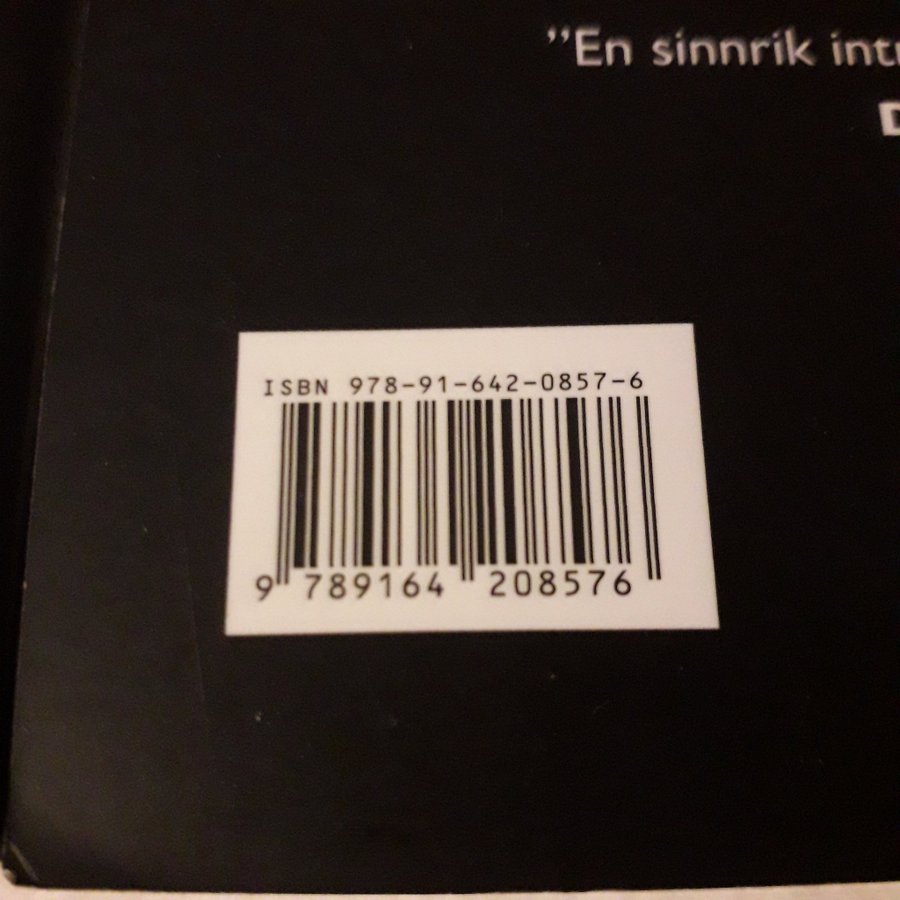 ”En sinnrik
ISBN 978-91-642-0857-6
9 789164 208576